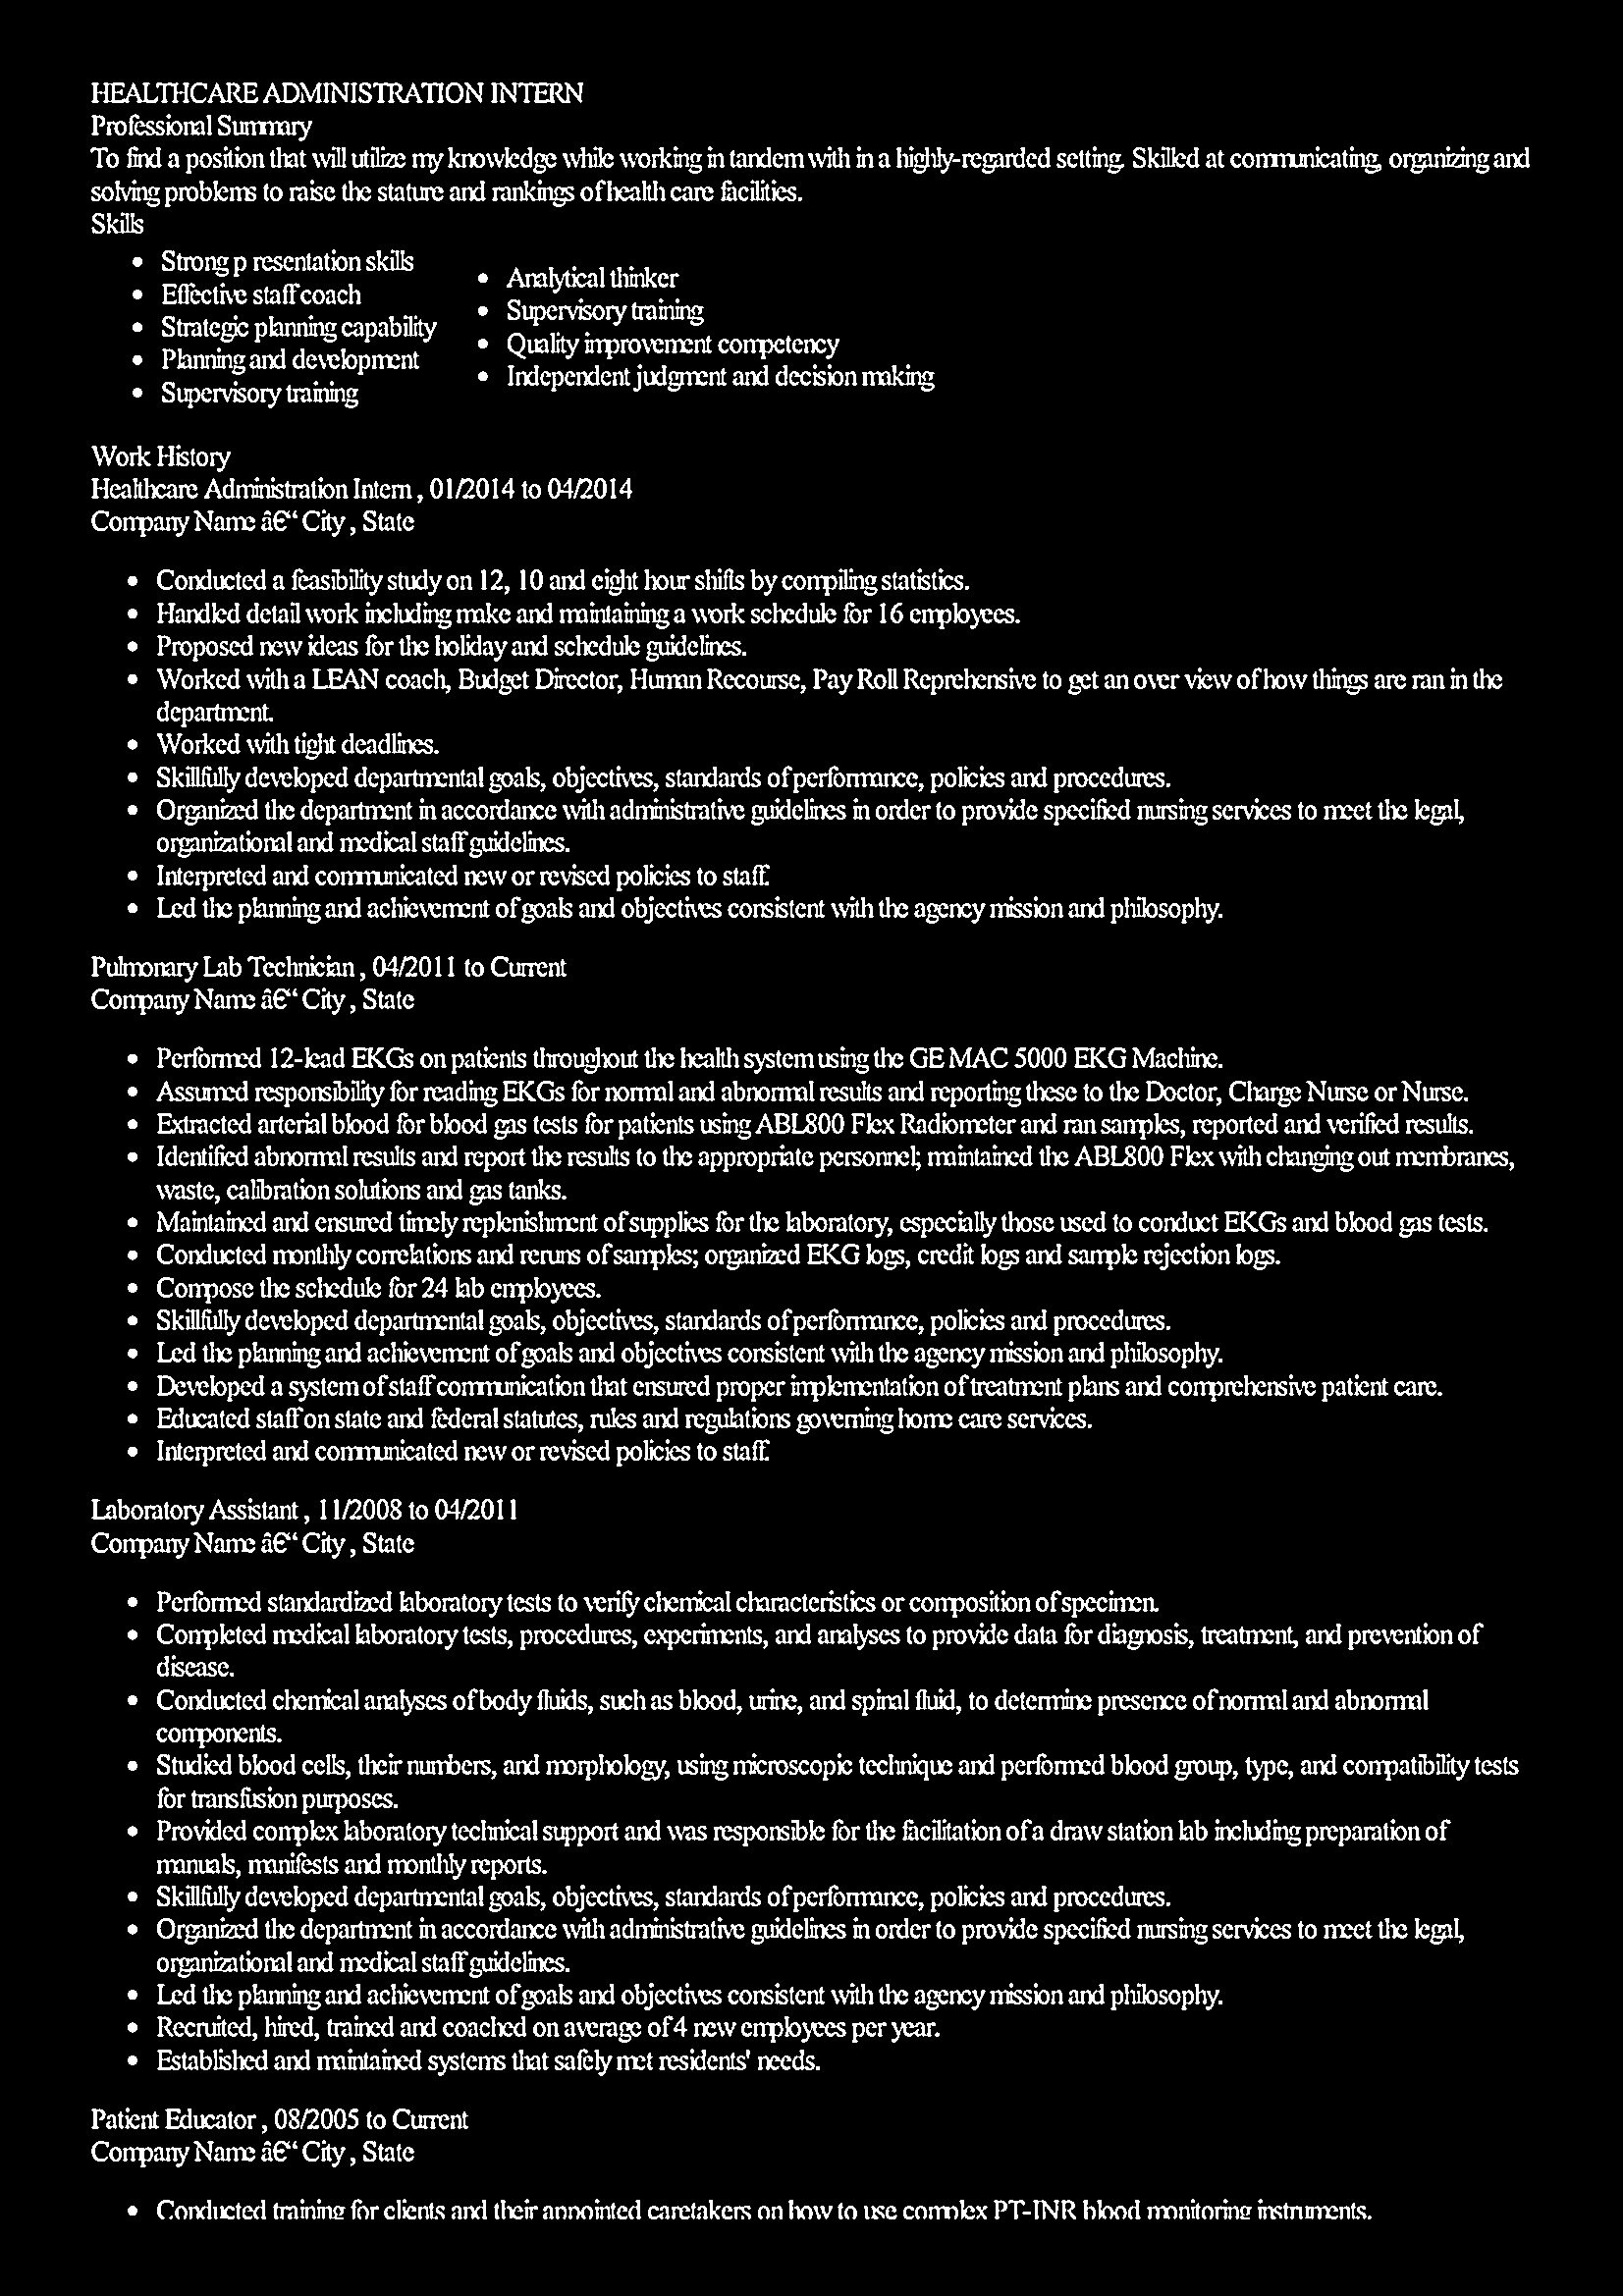 HEALTHCARE ADMINISTRATION INTERN
Professional Summary
To find a position that will utilize my knowledge while working in tandem with in a highly-regarded setting. Skilled at communicating, organizing and
solving problems to raise the stature and rankings of health care facilities.
Skills
• Strong p resentation skills
• Effective staff coach
• Strategic planning capability
• Planning and development
• Supervisory training
• Analytical thinker
• Supervisory training
• Quality improvement competency
• Independent judgment and decision making
Work History
Healthcare Administration Intern , 01/2014 to 04/2014
Company Name â€“ City , State
• Conducted a feasibility study on 12, 10 and eight hour shifts by compiling statistics.
• Handled detail work including make and maintaining a work schedule for 16 employees.
• Proposed new ideas for the holiday and schedule guidelines.
• Worked with a LEAN coach, Budget Director, Human Recourse, Pay Roll Reprehensive to get an over view of how things are ran in the
department.
• Worked with tight deadlines.
• Skillfully developed departmental goals, objectives, standards of performance, policies and procedures.
• Organized the department in accordance with administrative guidelines in order to provide specified nursing services to meet the legal,
organizational and medical staff guidelines.
• Interpreted and communicated new or revised policies to staff.
• Led the planning and achievement of goals and objectives consistent with the agency mission and philosophy.
Pulmonary Lab Technician , 04/2011 to Current
Company Name â€“ City , State
• Performed 12-lead EKGs on patients throughout the health system using the GE MAC 5000 EKG Machine.
• Assumed responsibility for reading EKGs for normal and abnormal results and reporting these to the Doctor, Charge Nurse or Nurse.
• Extracted arterial blood for blood gas tests for patients using ABL800 Flex Radiometer and ran samples, reported and verified results.
• Identified abnormal results and report the results to the appropriate personnel; maintained the ABL800 Flex with changing out membranes,
waste, calibration solutions and gas tanks.
• Maintained and ensured timely replenishment of supplies for the laboratory, especially those used to conduct EKGs and blood gas tests.
• Conducted monthly correlations and reruns of samples; organized EKG logs, credit logs and sample rejection logs.
• Compose the schedule for 24 lab employees.
• Skillfully developed departmental goals, objectives, standards of performance, policies and procedures.
• Led the planning and achievement of goals and objectives consistent with the agency mission and philosophy.
• Developed a system of staff communication that ensured proper implementation of treatment plans and comprehensive patient care.
• Educated staff on state and federal statutes, rules and regulations governing home care services.
• Interpreted and communicated new or revised policies to staff.
Laboratory Assistant , 11/2008 to 04/2011
Company Name â€“ City , State
• Performed standardized laboratory tests to verify chemical characteristics or composition of specimen.
• Completed medical laboratory tests, procedures, experiments, and analyses to provide data for diagnosis, treatment, and prevention of
disease.
• Conducted chemical analyses of body fluids, such as blood, urine, and spinal fluid, to determine presence of normal and abnormal
components.
• Studied blood cells, their numbers, and morphology, using microscopic technique and performed blood group, type, and compatibility tests
for transfusion purposes.
• Provided complex laboratory technical support and was responsible for the facilitation of a draw station lab including preparation of
manuals, manifests and monthly reports.
• Skillfully developed departmental goals, objectives, standards of performance, policies and procedures.
• Organized the department in accordance with administrative guidelines in order to provide specified nursing services to meet the legal,
organizational and medical staff guidelines.
• Led the planning and achievement of goals and objectives consistent with the agency mission and philosophy.
• Recruited, hired, trained and coached on average of 4 new employees per year.
• Established and maintained systems that safely met residents' needs.
Patient Educator , 08/2005 to Current
Company Name â€“ City , State
• Conducted training for clients and their appointed caretakers on how to use complex PT-INR blood monitoring instruments.